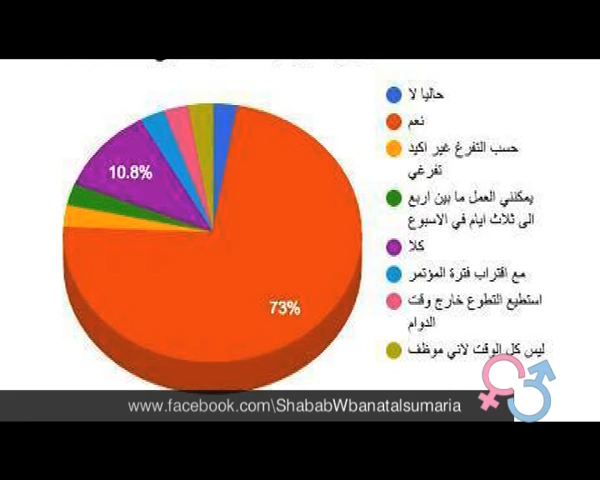 حاليا لا
نعم
حسب التفرغ غير اكيد
تفرغي
يمكنني العمل ما بين اربع
الى ثلاث ايام في الاسبوع
كلا
مع اقتراب فترة المؤتمر
استطيع التطوع خارج وقت
الدوام
ليس كل الوقت لاني موظف
10.8%
73%
www.facebook.com\ShababWbanatalsumaria